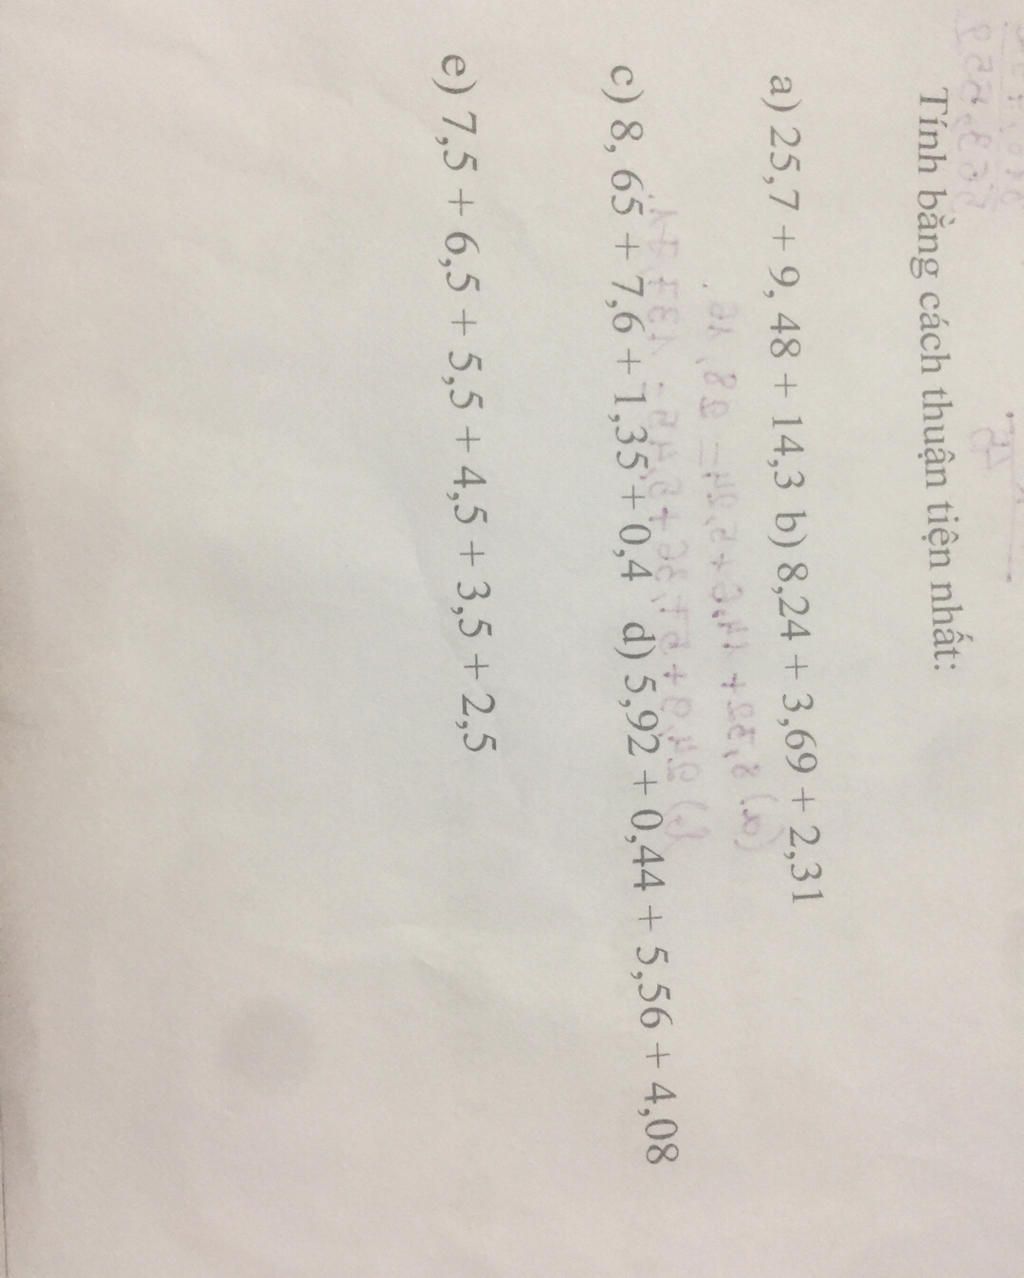 Tính bằng cách thuận tiện nhất:
a) 25,7 + 9, 48 + 14,3 b) 8,24 + 3,69 + 2,31
c) 8, 65 + 7,6 + 1,35 + 0,4 d) 5,92 + 0,44 + 5,56 + 4,08
e) 7,5 + 6,5 + 5,5 + 4,5 + 3,5 + 2,5